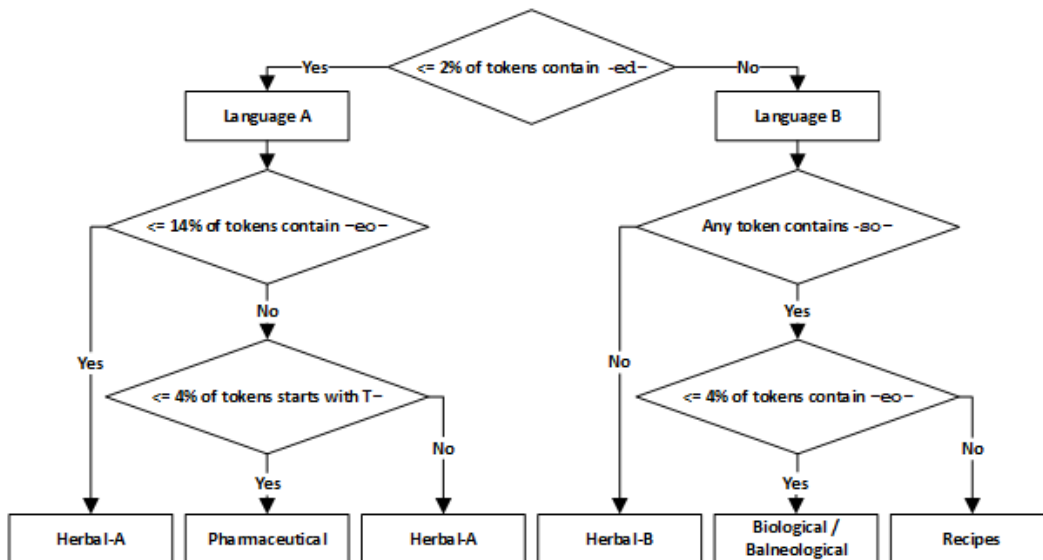 <= 2% of tokens contain -ed-
Yes
No
Language A
Language B
<= 14% of tokens contain -eo-
Any token contains -so-
No
Yes
Yes
No
<= 4% of tokens starts with T-
<= 4% of tokens contain -eo-
No
No
Yes
Yes
Herbal-A
Pharmaceutical
Herbal-A
Herbal-B
Biological /
Balneological
Recipes